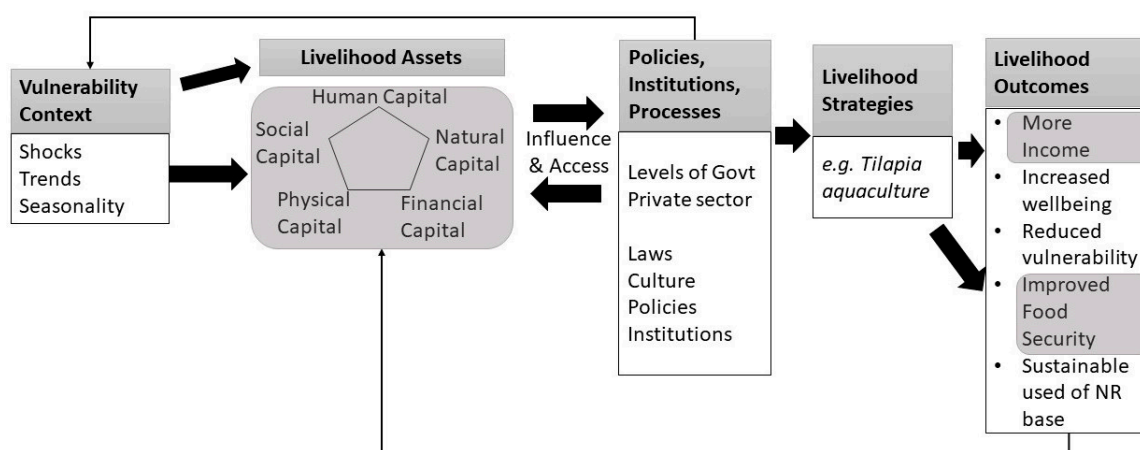 Vulnerability
Context
Shocks
Trends
Seasonality
Livelihood Assets
Human Capital
Social
Capital
Natural
Capital
Physical
Capital
Financial
Capital
Influence
& Access
Policies,
Institutions,
Processes
Levels of Govt
Private sector
Laws
Culture
Policies
Institutions
Livelihood
Strategies
e.g. Tilapia
aquaculture
Livelihood
Outcomes
• More
Income
• Increased
wellbeing
• Reduced
vulnerability
• Improved
Food
Security
• Sustainable
used of NR
base